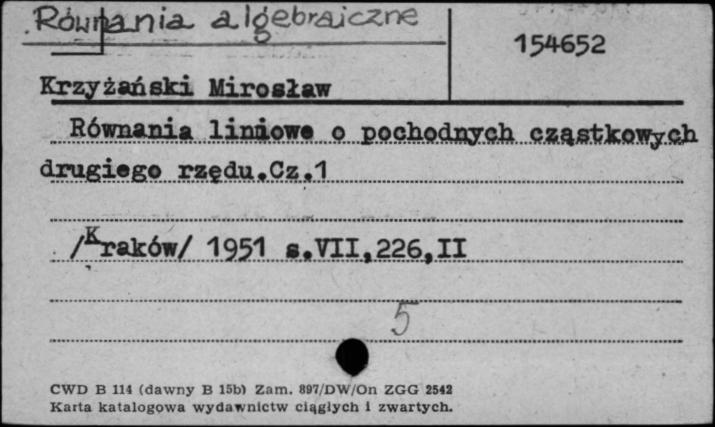 Równania algebraiczne
154652
Krzyżański Mirosław
Równania liniowe o pochodnych cząstkowych
drugiego rzędu.Cz.1
/Kraków/ 1951 s.VII,226,II
5
CWD B 114 (dawny B 15b) Zam. 897/DW/On ZGG 2542
Karta katalogowa wydawnictw ciągłych i zwartych.